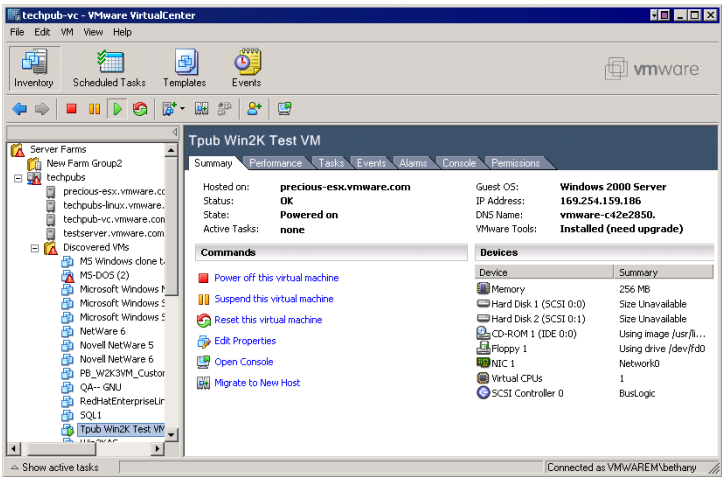 techpub-vc - VMware VirtualCenter
File Edit VM View Help
Inventory Scheduled Tasks Templates Events
vmware
Server Farms
New Farm Group2
techpubs
precious-esx.vmware.cc
techpubs-linux.vmware.
techpub-vc.vmware.con
testserver.vmware.com
Discovered VMs
MS Windows clone t
MS-DOS (2)
Microsoft Windows
Microsoft Windows
Microsoft Windows
NetWare 6
Novell NetWare 5
Novell NetWare 6
PB_W2K3VM_Custor
QA-- GNU
RedHatEnterpriseLir
SQL1
Tpub Win2K Test VM
Tpub Win2K Test VM
Summary Performance Tasks Events Alarms Console Permissions
Hosted on: precious-esx.vmware.com
Status: OK
State: Powered on
Active Tasks: none
Guest OS: Windows 2000 Server
IP Address: 169.254.159.186
DNS Name: vmware-c42e2850.
VMware Tools: Installed (need upgrade)
Commands
Power off this virtual machine
Suspend this virtual machine
Reset this virtual machine
Edit Properties
Open Console
Migrate to New Host
Devices
Device Summary
Memory 256 MB
Hard Disk 1 (SCSI 0:0) Size Unavailable
Hard Disk 2 (SCSI 0:1) Size Unavailable
CD-ROM 1 (IDE 0:0) Using image /usr/li...
Floppy 1 Using drive /dev/fd0
NIC 1 Network0
Virtual CPUs 1
SCSI Controller 0 BusLogic
Show active tasks
Connected as VMWAREM\bethany